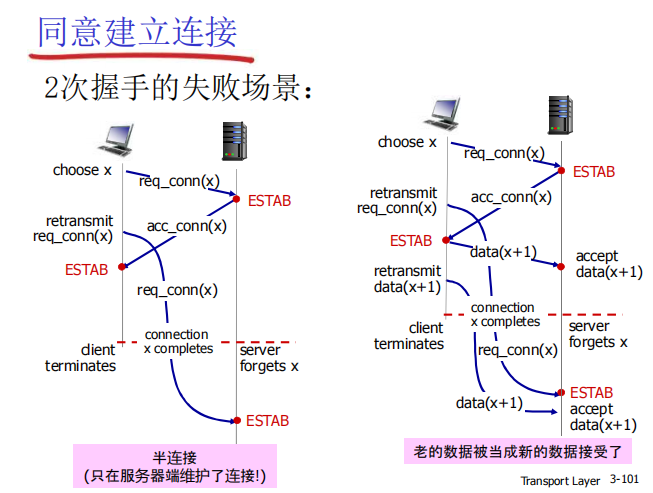 同意建立连接
2次握手的失败场景：
choose x
req_conn(x)
ESTAB
retransmit
req_conn(x)
acc_conn(x)
ESTAB
req_conn(x)
connection
x completes
client
terminates
server
forgets x
ESTAB
半连接
(只在服务器端维护了连接!)
choose x
req_conn(x)
ESTAB
retransmit
req_conn(x)
acc_conn(x)
ESTAB
data(x+1)
accept
data(x+1)
retransmit
data(x+1)
connection
x completes
client
terminates
server
forgets x
req_conn(x)
ESTAB
data(x+1)
accept
data(x+1)
老的数据被当成新的数据接受了
Transport Layer 3-101